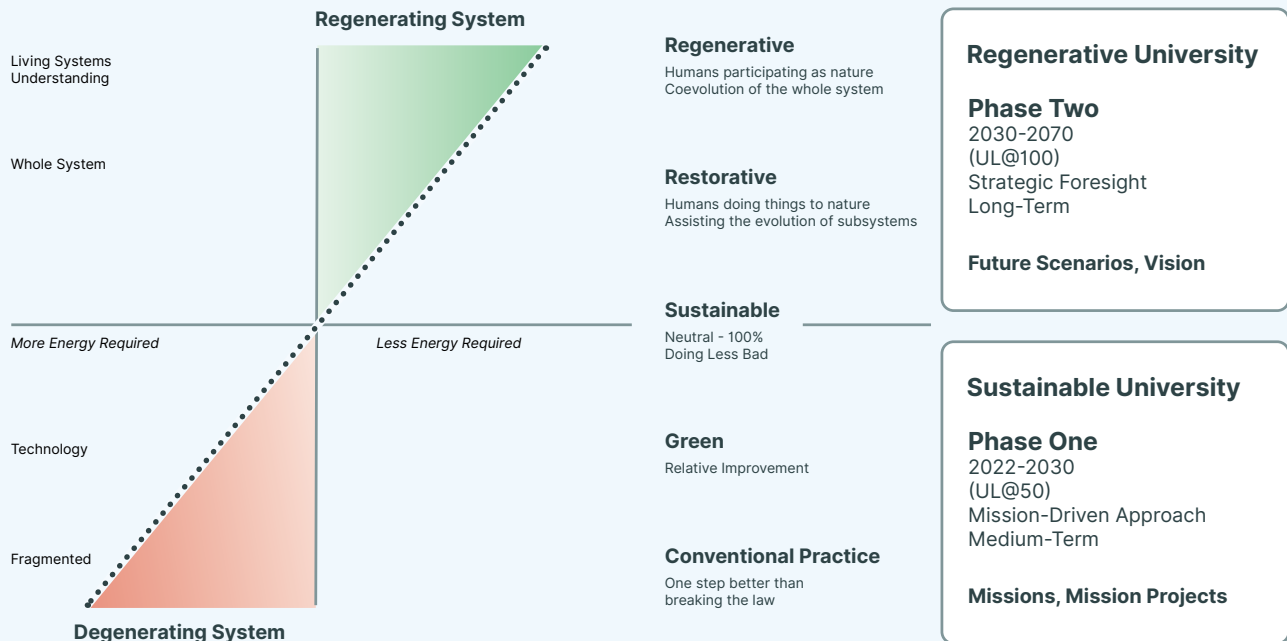 Regenerating System
Living Systems
Understanding
Whole System
More Energy Required
Less Energy Required
Technology
Fragmented
Degenerating System
Regenerative
Humans participating as nature
Coevolution of the whole system
Restorative
Humans doing things to nature
Assisting the evolution of subsystems
Sustainable
Neutral - 100%
Doing Less Bad
Green
Relative Improvement
Conventional Practice
One step better than
breaking the law
Regenerative University
Phase Two
2030-2070
(UL@100)
Strategic Foresight
Long-Term
Future Scenarios, Vision
Sustainable University
Phase One
2022-2030
(UL@50)
Mission-Driven Approach
Medium-Term
Missions, Mission Projects